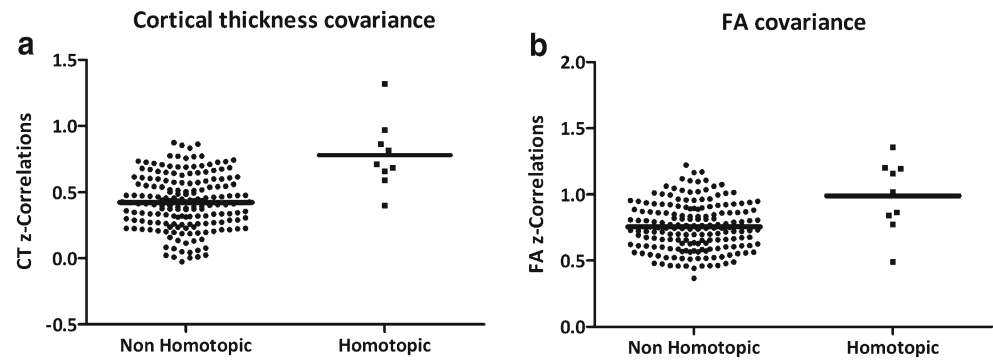 Cortical thickness covariance
a
CT z-Correlations
1.5
1.0
0.5
0.0
-0.5
Non Homotopic
Homotopic
FA covariance
b
FA z-Correlations
2.0
1.5
1.0
0.5
0.0
Non Homotopic
Homotopic